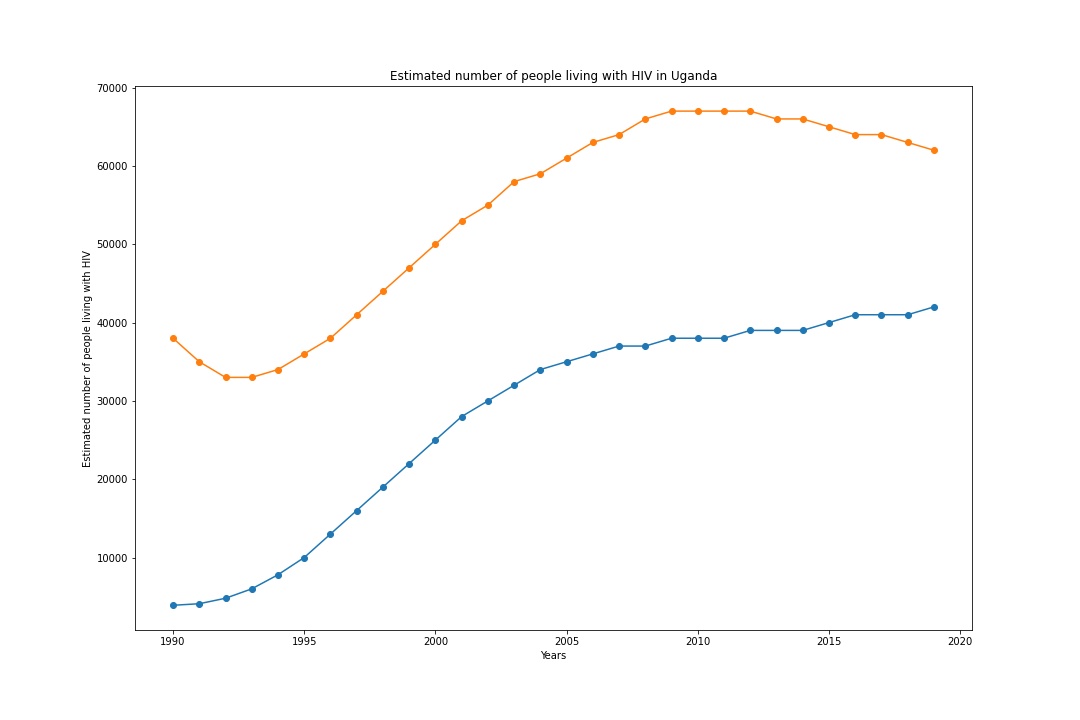 Estimated number of people living with HIV in Uganda
70000
60000
50000
40000
30000
20000
10000
Estimated number of people living with HIV
1990 1995 2000 2005 2010 2015 2020
Years